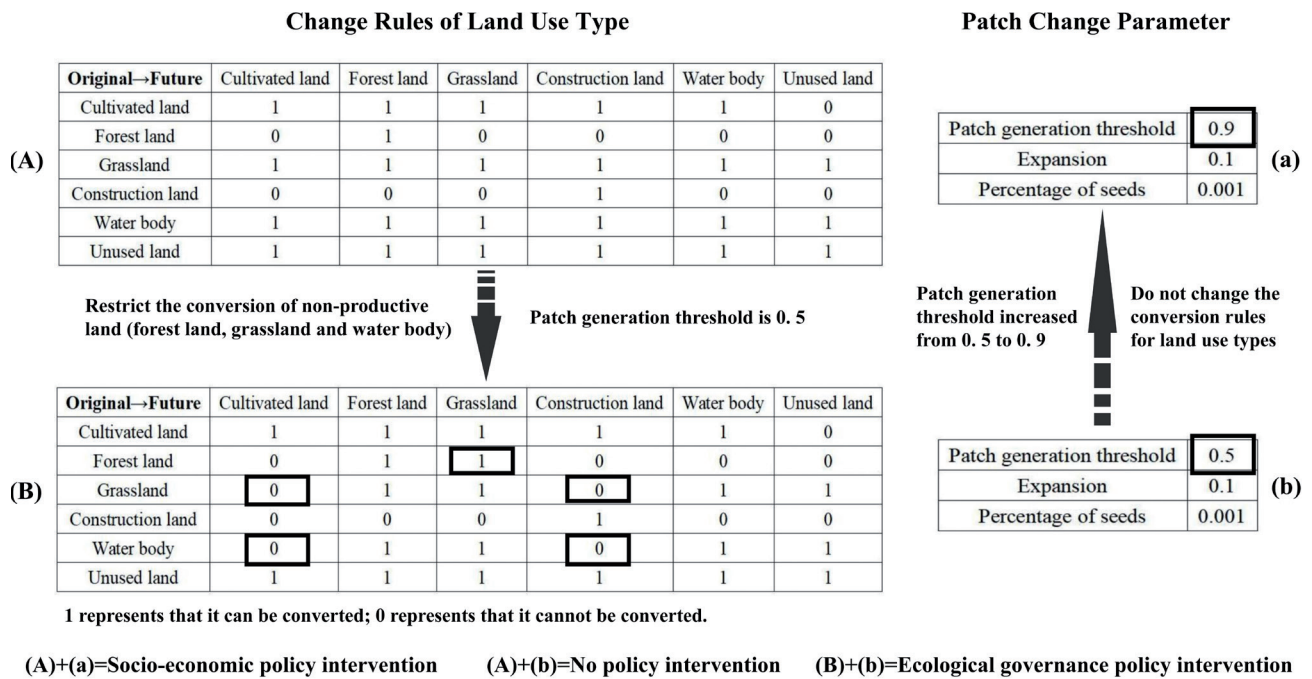 Change Rules of Land Use Type
Patch Change Parameter
(A)
Original→Future Cultivated land Forest land Grassland Construction land Water body Unused land
Cultivated land 1 1 1 1 1 0
Forest land 0 1 0 0 0 0
Grassland 1 1 1 1 1 1
Construction land 0 0 0 1 0 0
Water body 1 1 1 1 1 1
Unused land 1 1 1 1 1 1
Patch generation threshold 0.9
Expansion 0.1
Percentage of seeds 0.001
(a)
Restrict the conversion of non-productive
land (forest land, grassland and water body)
Patch generation threshold is 0. 5
Patch generation
threshold increased
from 0. 5 to 0. 9
Do not change the
conversion rules
for land use types
(B)
Original→Future Cultivated land Forest land Grassland Construction land Water body Unused land
Cultivated land 1 1 1 1 1 0
Forest land 0 1 1 0 0 0
Grassland 0 1 1 0 1 1
Construction land 0 0 0 1 0 0
Water body 0 1 1 0 1 1
Unused land 1 1 1 1 1 1
Patch generation threshold 0.5
Expansion 0.1
Percentage of seeds 0.001
(b)
1 represents that it can be converted; 0 represents that it cannot be converted.
(A)+(a)=Socio-economic policy intervention (A)+(b)=No policy intervention (B)+(b)=Ecological governance policy intervention